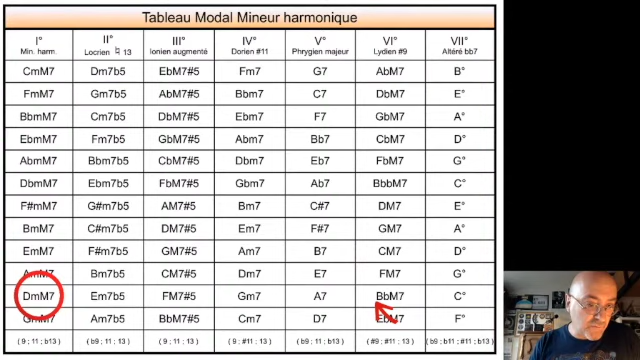 Tableau Modal Mineur harmonique
I° II° III° IV° V° VI° VII°
Min. harm. Locrien ♮ 13 Ionien augmenté Dorien #11 Phrygien majeur Lydien #9 Altéré bb7
CmM7 Dm7b5 EbM7#5 Fm7 G7 AbM7 B°
FmM7 Gm7b5 AbM7#5 Bbm7 C7 DbM7 E°
BbmM7 Cm7b5 DbM7#5 Ebm7 F7 GbM7 A°
EbmM7 Fm7b5 GbM7#5 Abm7 Bb7 CbM7 D°
AbmM7 Bbm7b5 CbM7#5 Dbm7 Eb7 FbM7 G°
DbmM7 Ebm7b5 FbM7#5 Gbm7 Ab7 BbbM7 C°
F#mM7 G#m7b5 AM7#5 Bm7 C#7 DM7 E°
BmM7 C#m7b5 DM7#5 Em7 F#7 GM7 A°
EmM7 F#m7b5 GM7#5 Am7 B7 CM7 D°
AmM7 Bm7b5 CM7#5 Dm7 E7 FM7 G°
DmM7 Em7b5 FM7#5 Gm7 A7 BbM7 C°
GmM7 Am7b5 BbM7#5 Cm7 D7 EbM7 F°
( 9 ; 11 ; b13 ) ( b9 ; 11 ; 13 ) ( 9 ; 11 ; 13 ) ( 9 ; #11 ; 13 ) ( b9 ; 11 ; b13 ) ( #9 ; #11 ; 13 ) ( b9 ; b11 ; #11 ; b13 )